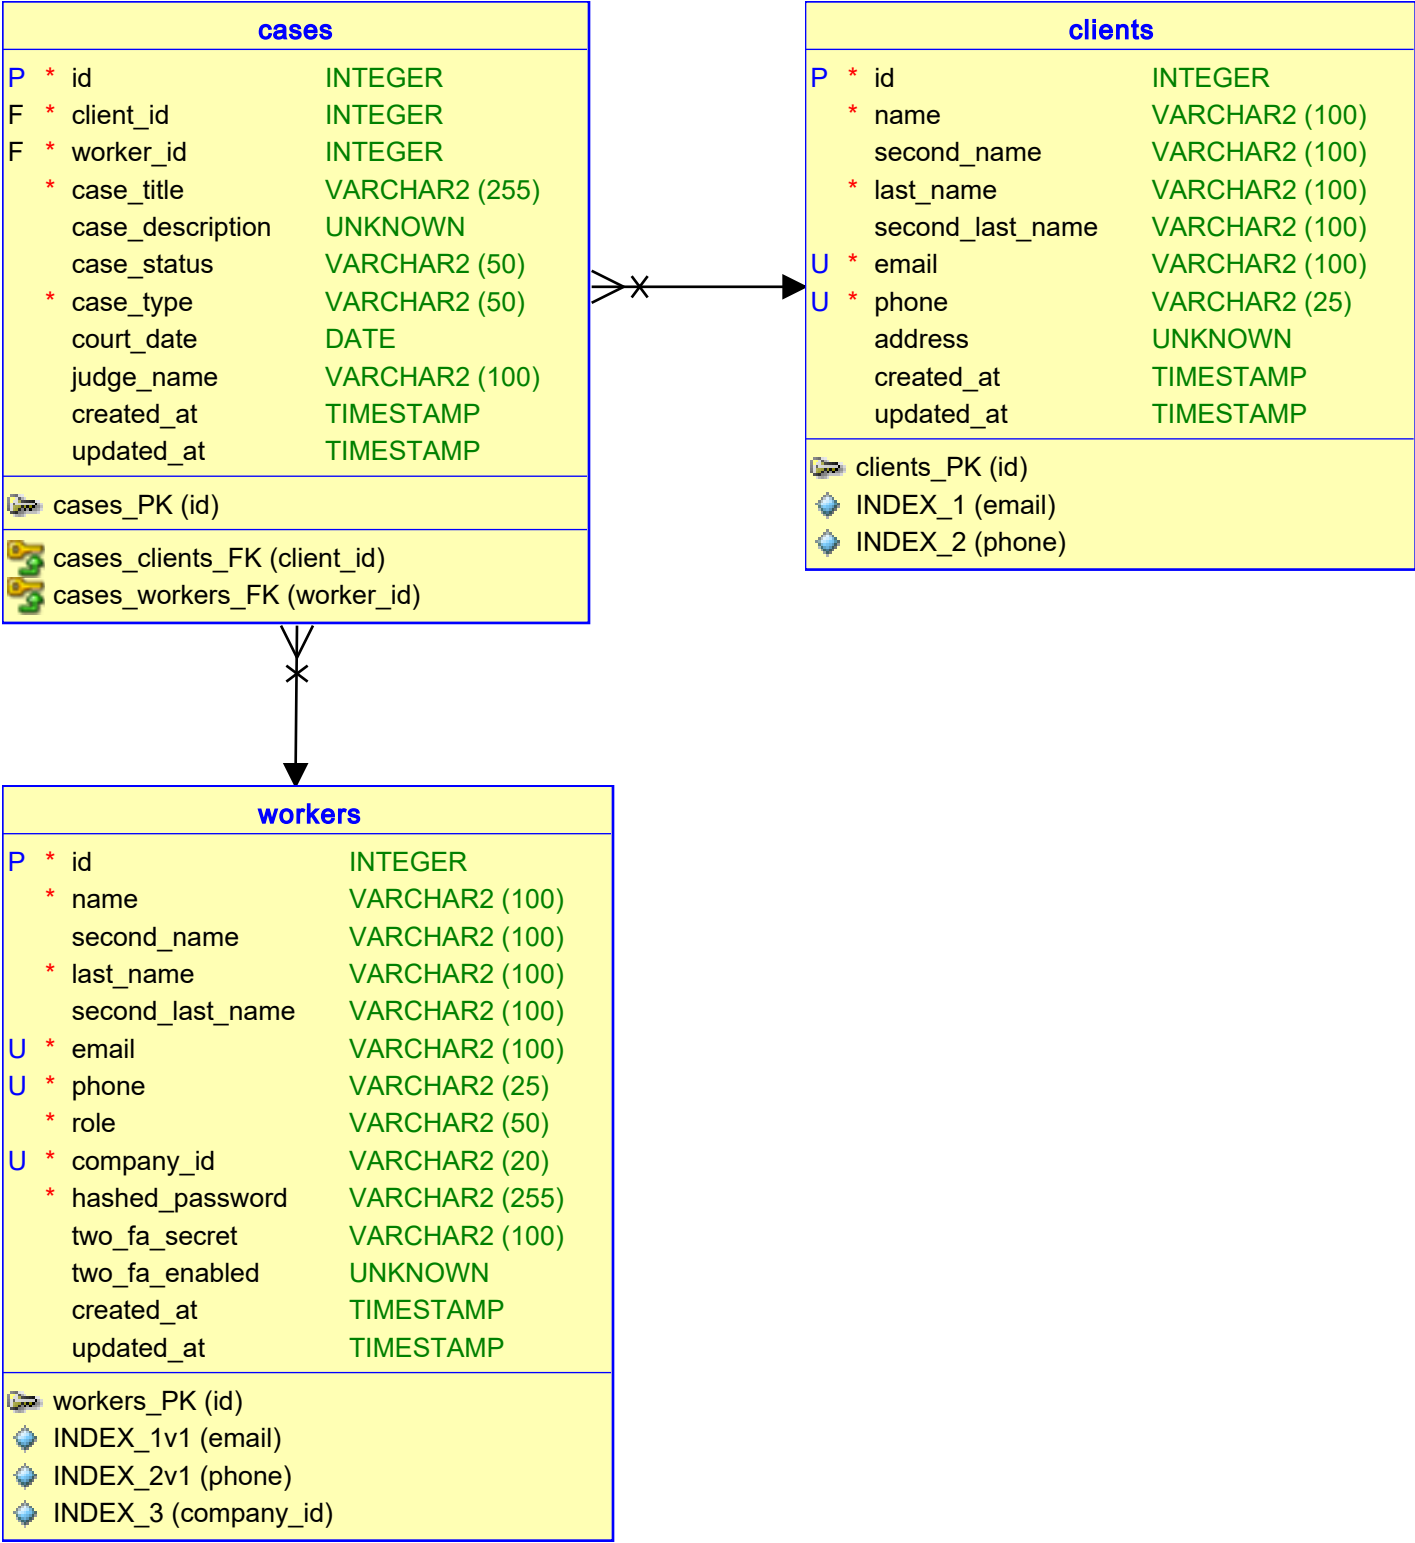 cases
P * id INTEGER
F * client_id INTEGER
F * worker_id INTEGER
* case_title VARCHAR2 (255)
case_description UNKNOWN
case_status VARCHAR2 (50)
* case_type VARCHAR2 (50)
court_date DATE
judge_name VARCHAR2 (100)
created_at TIMESTAMP
updated_at TIMESTAMP
cases_PK (id)
cases_clients_FK (client_id)
cases_workers_FK (worker_id)
clients
P * id INTEGER
* name VARCHAR2 (100)
second_name VARCHAR2 (100)
* last_name VARCHAR2 (100)
second_last_name VARCHAR2 (100)
U * email VARCHAR2 (100)
U * phone VARCHAR2 (25)
address UNKNOWN
created_at TIMESTAMP
updated_at TIMESTAMP
clients_PK (id)
INDEX_1 (email)
INDEX_2 (phone)
workers
P * id INTEGER
* name VARCHAR2 (100)
second_name VARCHAR2 (100)
* last_name VARCHAR2 (100)
second_last_name VARCHAR2 (100)
U * email VARCHAR2 (100)
U * phone VARCHAR2 (25)
* role VARCHAR2 (50)
U * company_id VARCHAR2 (20)
* hashed_password VARCHAR2 (255)
two_fa_secret VARCHAR2 (100)
two_fa_enabled UNKNOWN
created_at TIMESTAMP
updated_at TIMESTAMP
workers_PK (id)
INDEX_1v1 (email)
INDEX_2v1 (phone)
INDEX_3 (company_id)